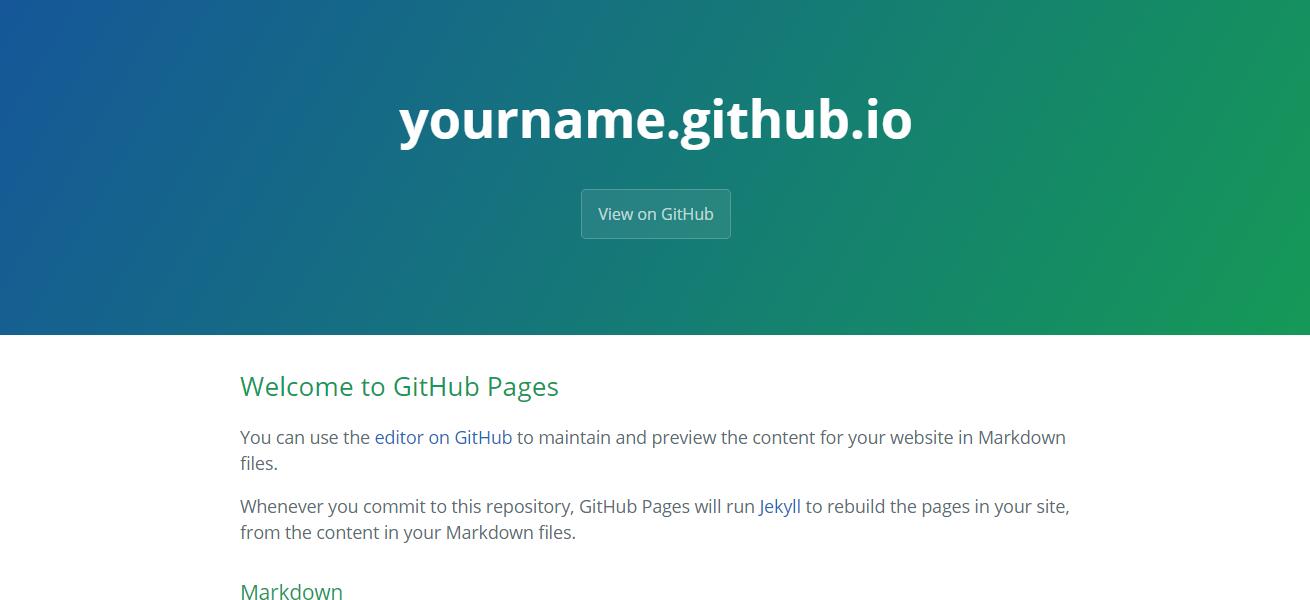 yourname.github.io
View on GitHub
Welcome to GitHub Pages
You can use the editor on GitHub to maintain and preview the content for your website in Markdown
files.
Whenever you commit to this repository, GitHub Pages will run Jekyll to rebuild the pages in your site,
from the content in your Markdown files.
Markdown